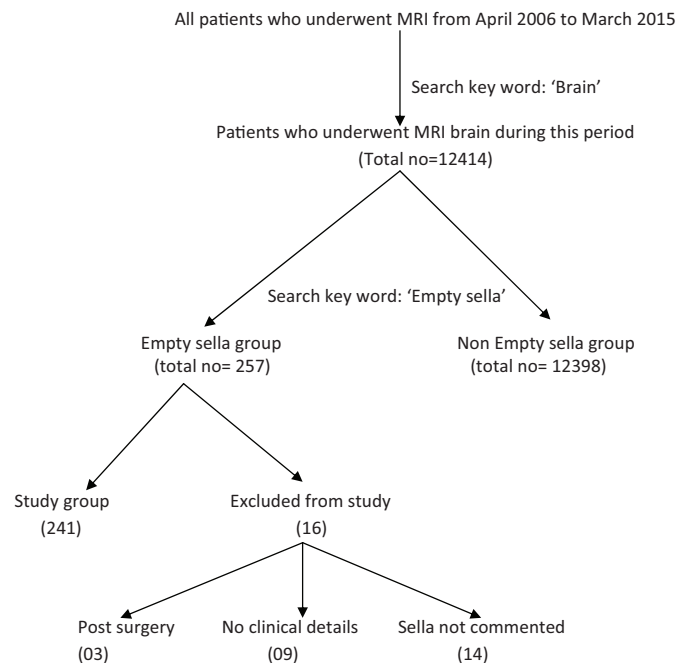 All patients who underwent MRI from April 2006 to March 2015
Search key word: ‘Brain’
Patients who underwent MRI brain during this period
(Total no=12414)
Search key word: ‘Empty sella’
Empty sella group
(total no= 257)
Non Empty sella group
(total no= 12398)
Study group
(241)
Excluded from study
(16)
Post surgery
(03)
No clinical details
(09)
Sella not commented
(14)